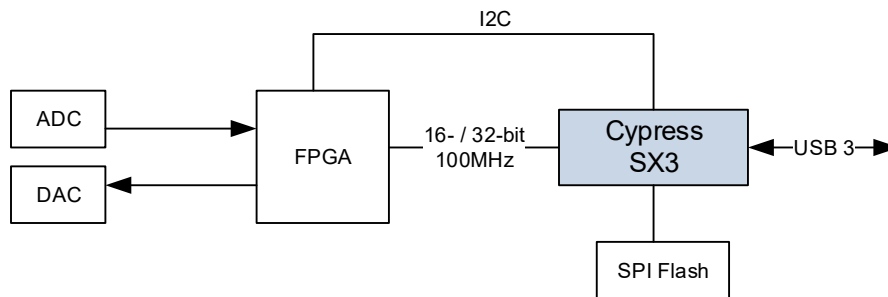 I2C
ADC
DAC
FPGA
16- / 32-bit
100MHz
Cypress
SX3
USB 3
SPI Flash